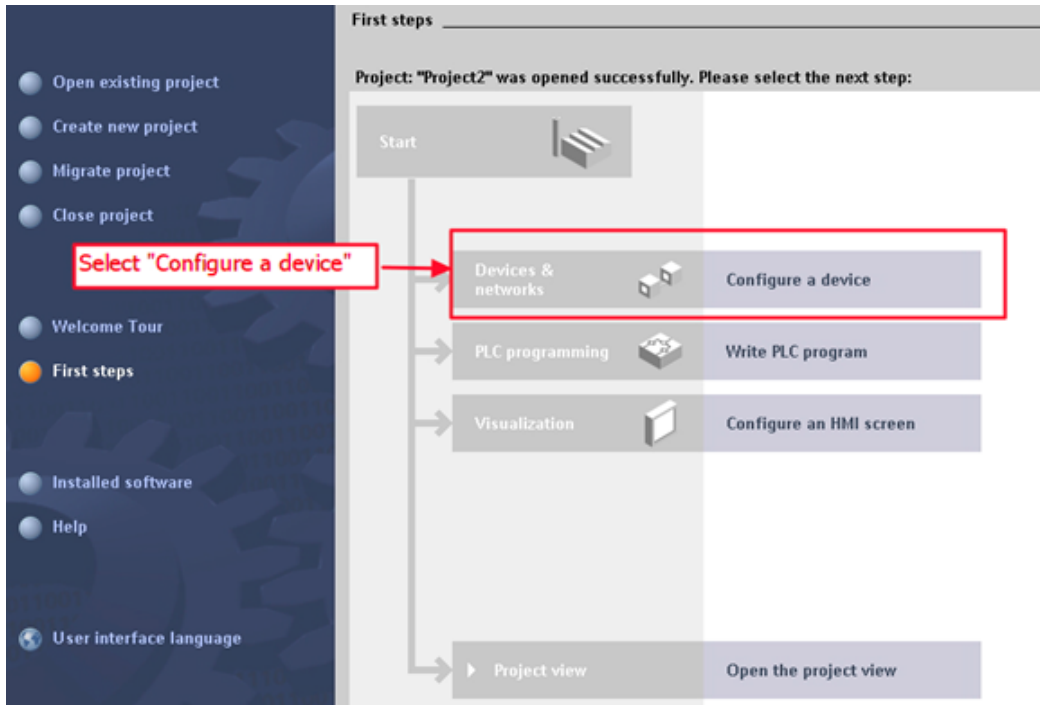 First steps
Project: "Project2" was opened successfully. Please select the next step:
Open existing project
Create new project
Migrate project
Close project
Welcome Tour
First steps
Installed software
Help
User interface language
Start
Select "Configure a device"
Devices &
networks
Configure a device
PLC programming
Write PLC program
Visualization
Configure an HMI screen
Project view
Open the project view